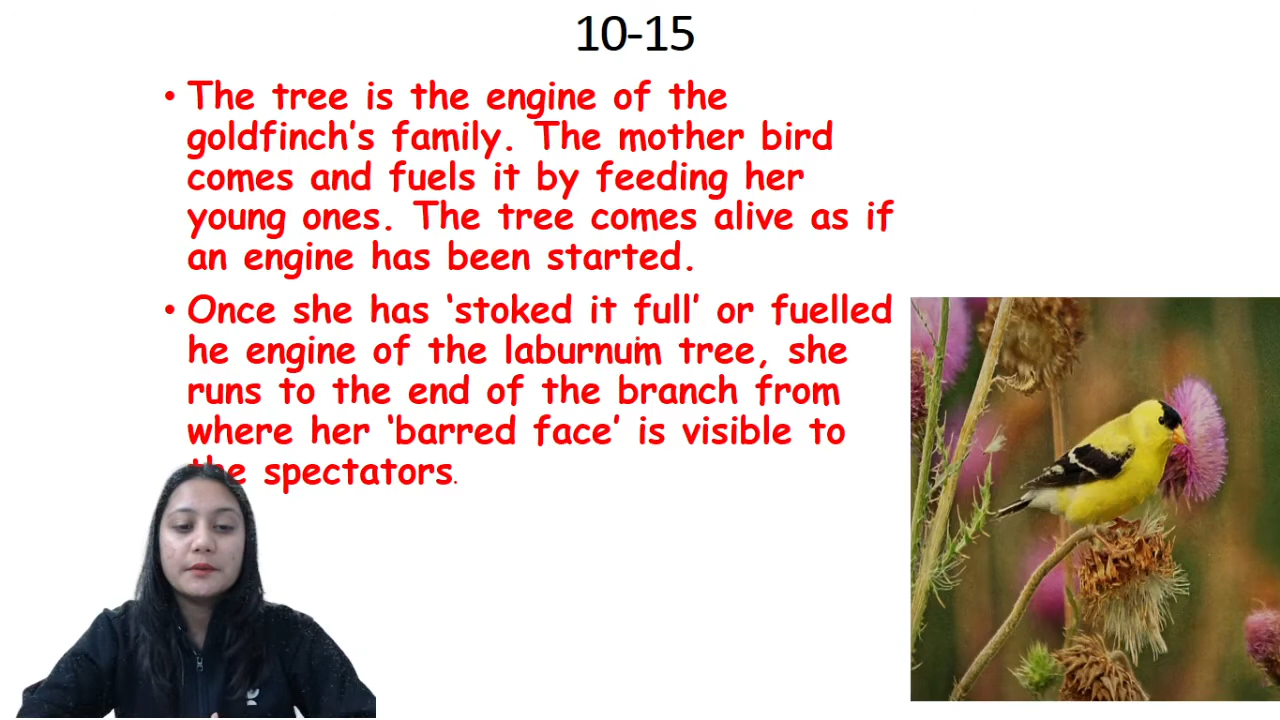 10-15
• The tree is the engine of the
goldfinch's family. The mother bird
comes and fuels it by feeding her
young ones. The tree comes alive as if
an engine has been started.
• Once she has ‘stoked it full’ or fuelled
he engine of the laburnum tree, she
runs to the end of the branch from
where her ‘barred face’ is visible to
the spectators.